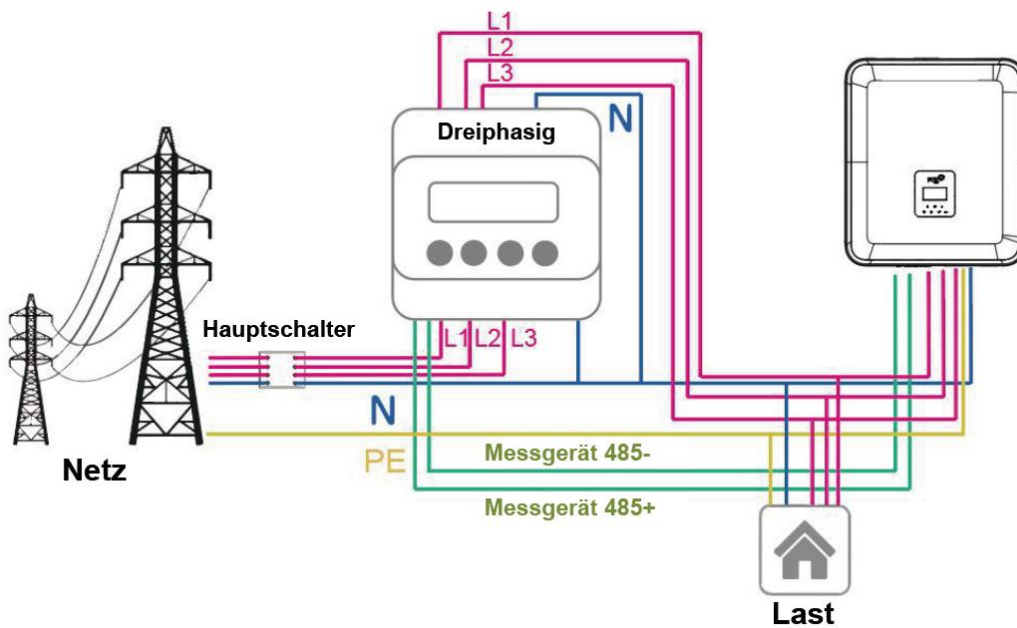 L1
L2
L3
N
Dreiphasig
Hauptschalter
L1 L2 L3
N
PE
Messgerät 485-
Messgerät 485+
Netz
Last